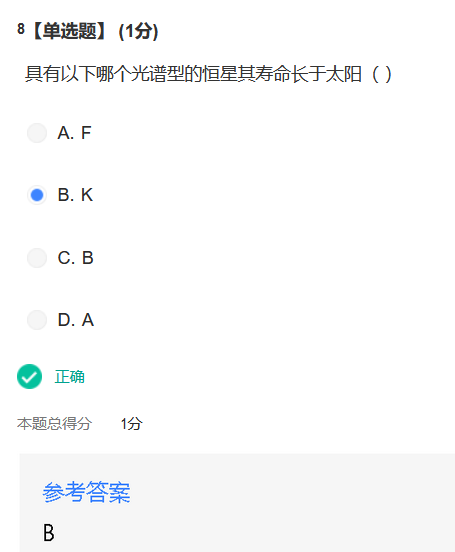 8【单选题】 (1分)
具有以下哪个光谱型的恒星其寿命长于太阳（ ）
A. F
B. K
C. B
D. A
正确
本题总得分 1分
参考答案
B